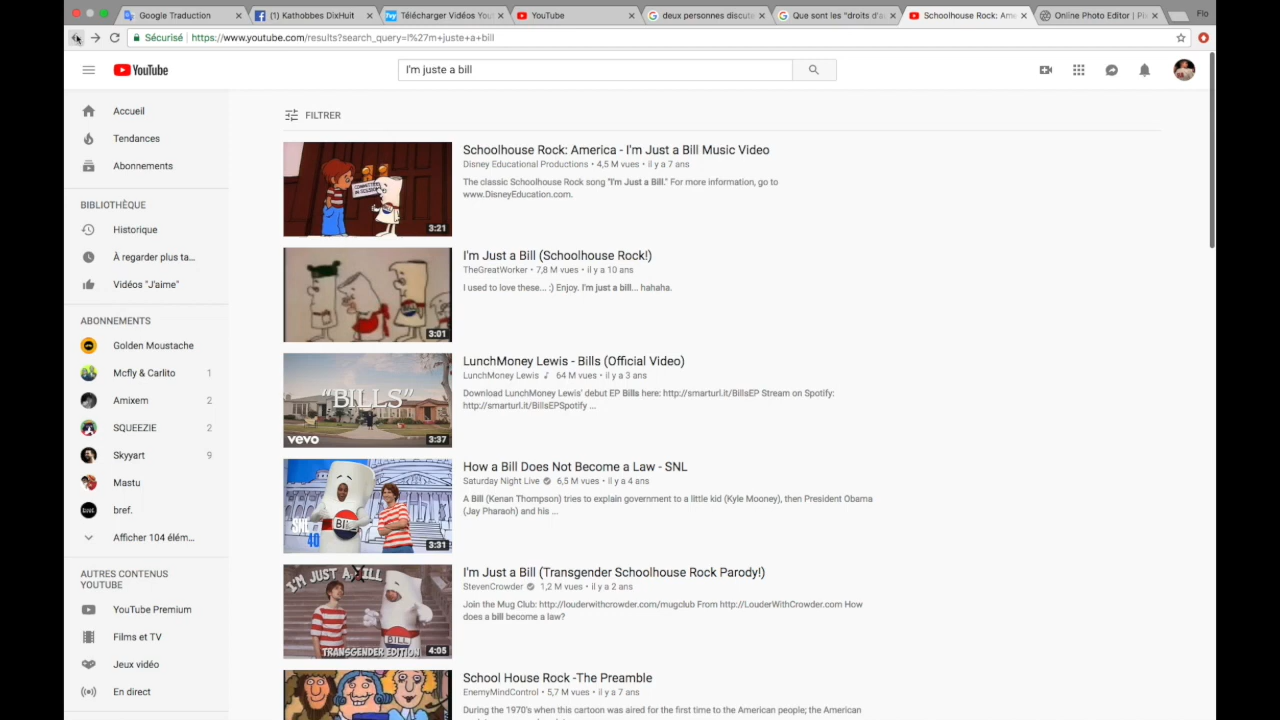 Google Traduction
(1) Kathobbes DixHuit
Télécharger Vidéos You
YouTube
deux personnes discute
Que sont les "droits d'a
Schoolhouse Rock: Ame
Online Photo Editor | Pi
Flo
Sécurisé
https://www.youtube.com/results?search_query=I%27m+juste+a+bill
YouTube
I'm juste a bill
Accueil
Tendances
Abonnements
BIBLIOTHÈQUE
Historique
À regarder plus ta...
Vidéos "J'aime"
ABONNEMENTS
Golden Moustache
Mcfly & Carlito 1
Amixem 2
SQUEEZIE 2
Skyyart 9
Mastu
bref.
Afficher 104 élém...
AUTRES CONTENUS
YOUTUBE
YouTube Premium
Films et TV
Jeux vidéo
En direct
FILTRER
3:21
Schoolhouse Rock: America - I'm Just a Bill Music Video
Disney Educational Productions • 4,5 M vues • il y a 7 ans
The classic Schoolhouse Rock song "I'm Just a Bill." For more information, go to
www.DisneyEducation.com.
3:01
I'm Just a Bill (Schoolhouse Rock!)
TheGreatWorker • 7,8 M vues • il y a 10 ans
I used to love these... :) Enjoy. I'm just a bill... hahaha.
"BILLS"
vevo
3:37
LunchMoney Lewis - Bills (Official Video)
LunchMoney Lewis ♪ 64 M vues • il y a 3 ans
Download LunchMoney Lewis' debut EP Bills here: http://smarturl.it/BillsEP Stream on Spotify:
http://smarturl.it/BillsEPSpotify ...
BILL
40
3:31
How a Bill Does Not Become a Law - SNL
Saturday Night Live • 6,5 M vues • il y a 4 ans
A Bill (Kenan Thompson) tries to explain government to a little kid (Kyle Mooney), then President Obama
(Jay Pharaoh) and his ...
I'M JUST A BILL
BILL
TRANSGENDER EDITION
4:05
I'm Just a Bill (Transgender Schoolhouse Rock Parody!)
StevenCrowder • 1,2 M vues • il y a 2 ans
Join the Mug Club: http://louderwithcrowder.com/mugclub From http://LouderWithCrowder.com How
does a bill become a law?
School House Rock -The Preamble
EnemyMindControl • 5,7 M vues • il y a 7 ans
During the 1970's when this cartoon was aired for the first time to the American people; the American